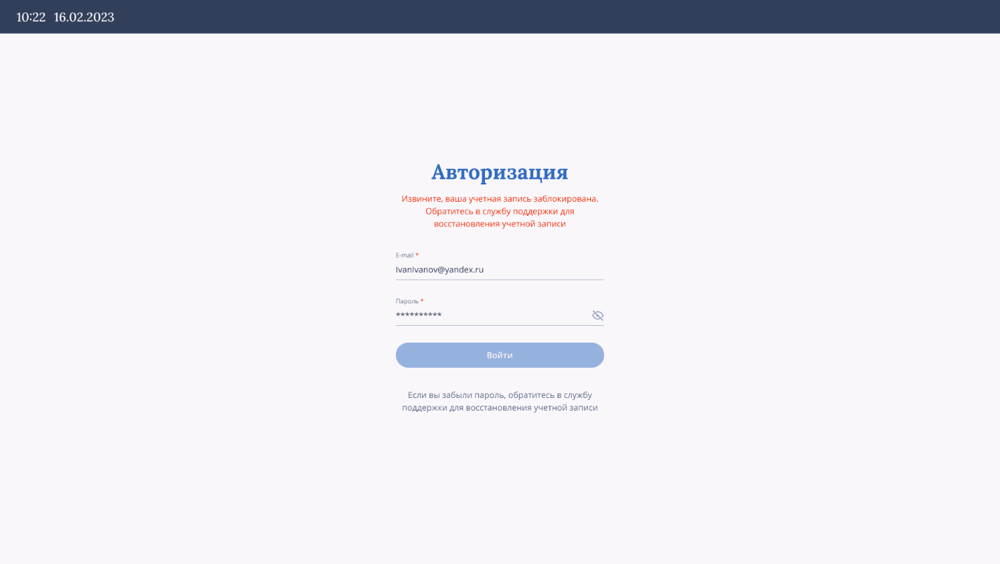 10:22 16.02.2023
Авторизация
Извините, ваша учетная запись заблокирована.
Обратитесь в службу поддержки для
восстановления учетной записи
E-mail *
IvanIvanov@yandex.ru
Пароль *
**********
Войти
Если вы забыли пароль, обратитесь в службу
поддержки для восстановления учетной записи